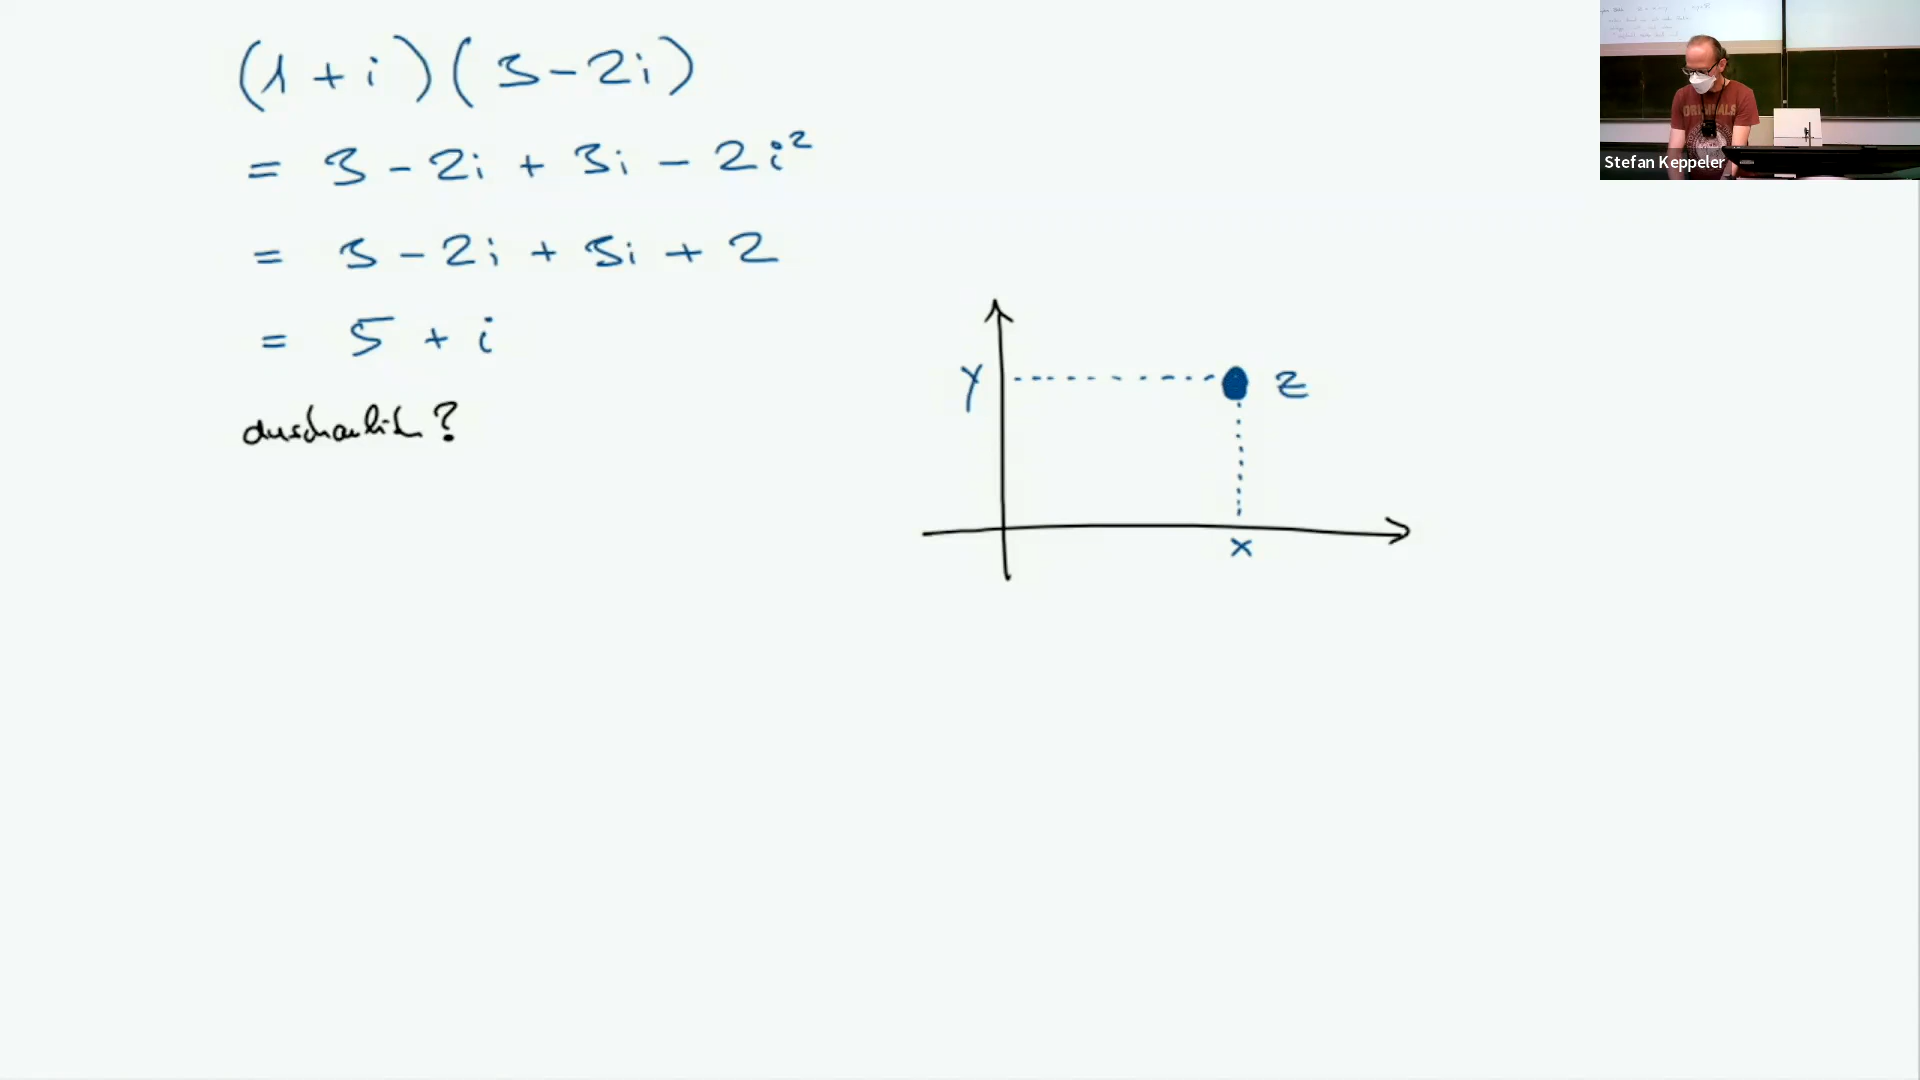 (1 + i)(3 - 2i)
= 3 - 2i + 3i - 2i²
= 3 - 2i + 3i + 2
= 5 + i
anschaulich?
y
z
x
Stefan Keppeler